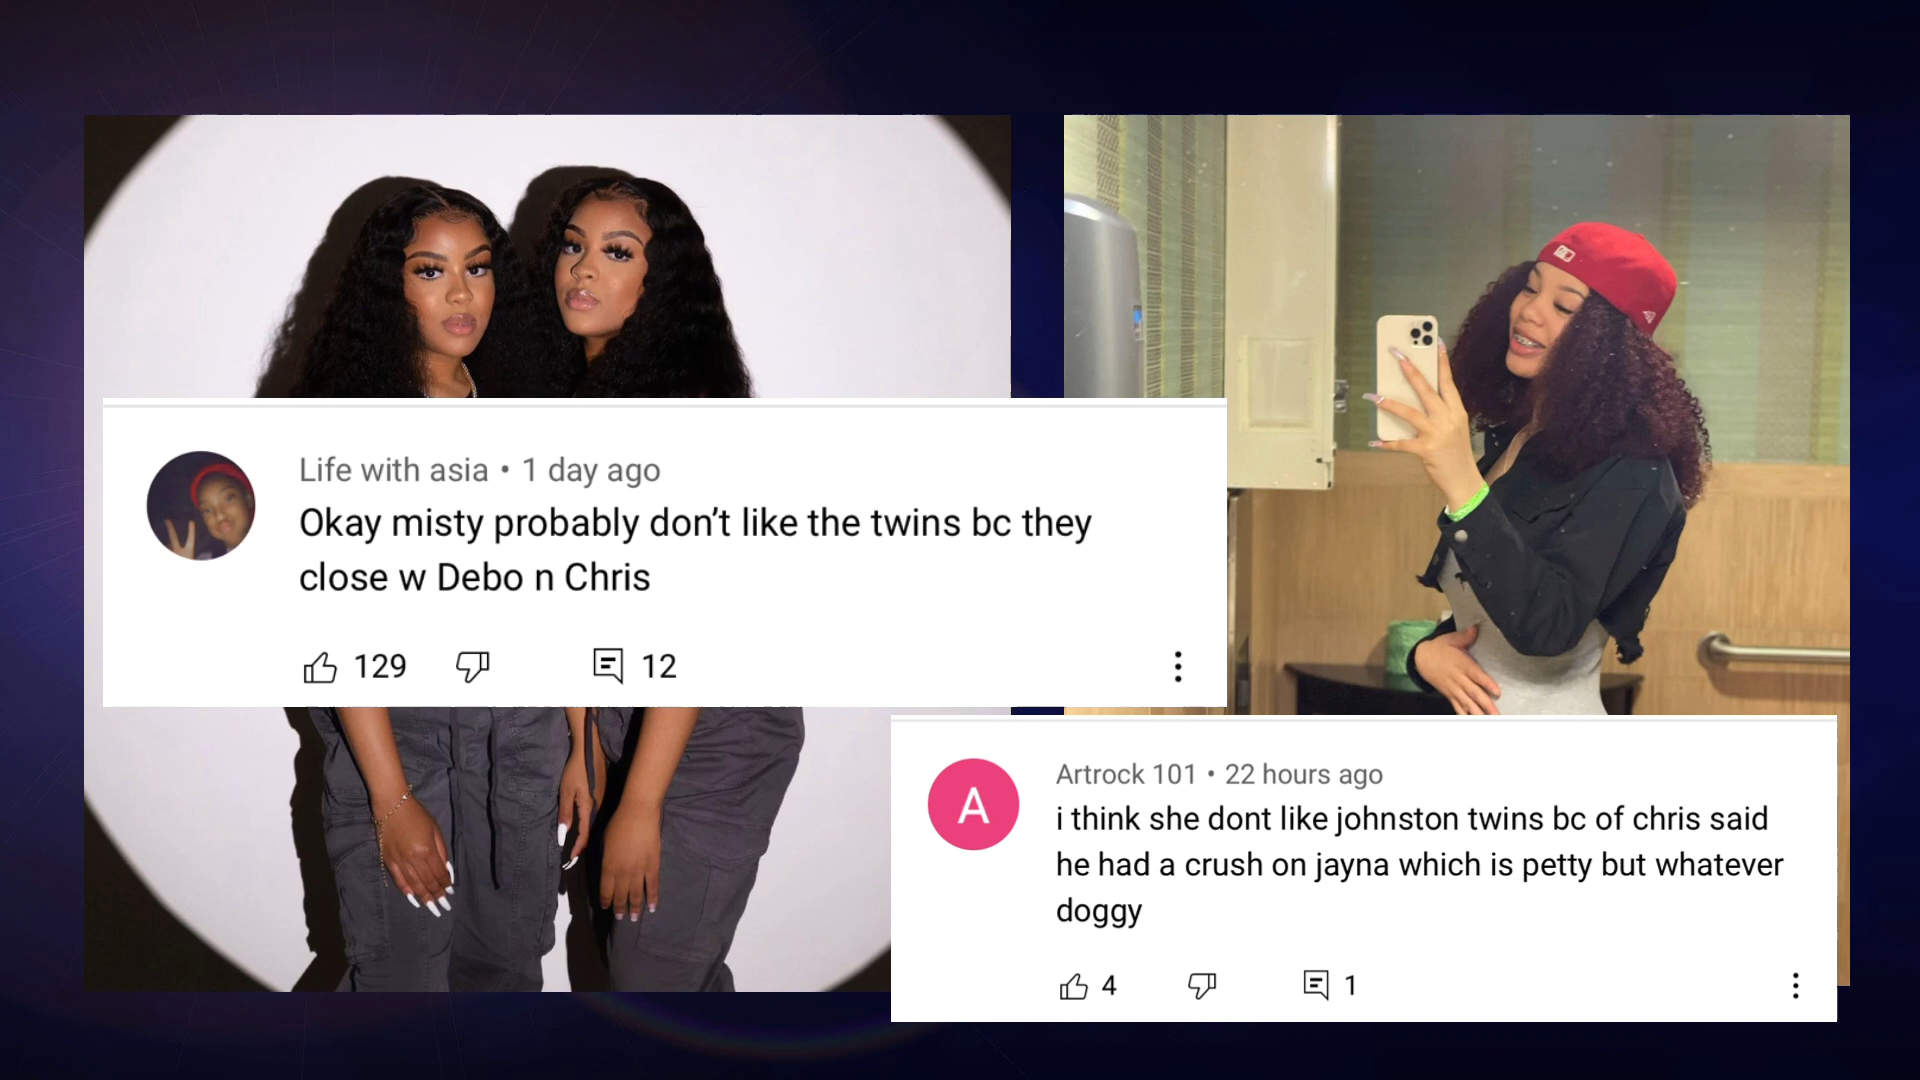 Life with asia • 1 day ago
Okay misty probably don’t like the twins bc they
close w Debo n Chris
129
12
Artrock 101 • 22 hours ago
i think she dont like johnston twins bc of chris said
he had a crush on jayna which is petty but whatever
doggy
4
1
A